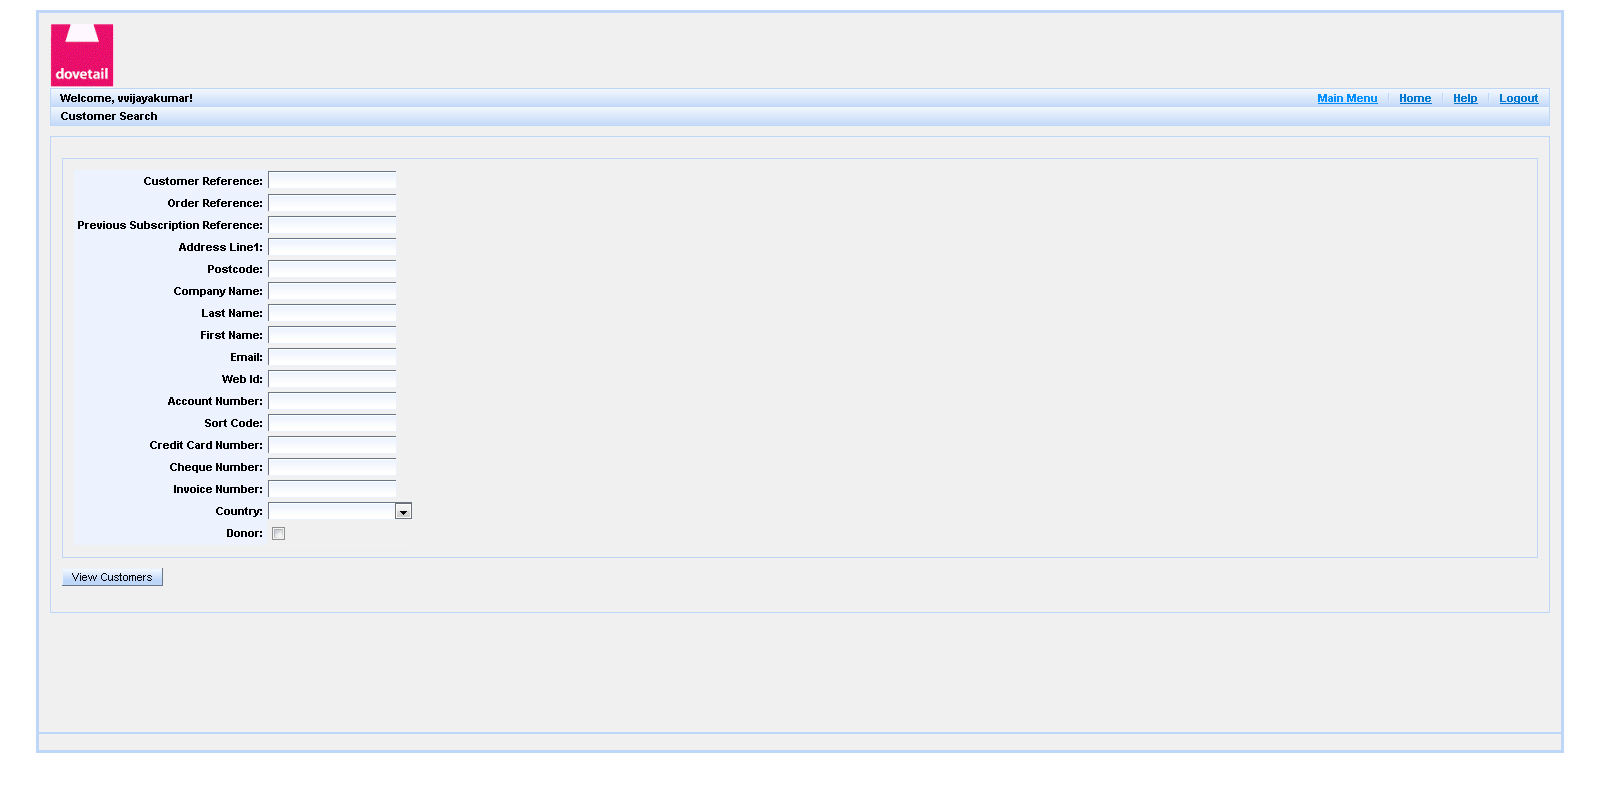 dovetail
Welcome, vvijayakumar! Main Menu Home Help Logout
Customer Search
Customer Reference:
Order Reference:
Previous Subscription Reference:
Address Line1:
Postcode:
Company Name:
Last Name:
First Name:
Email:
Web Id:
Account Number:
Sort Code:
Credit Card Number:
Cheque Number:
Invoice Number:
Country:
Donor:
View Customers